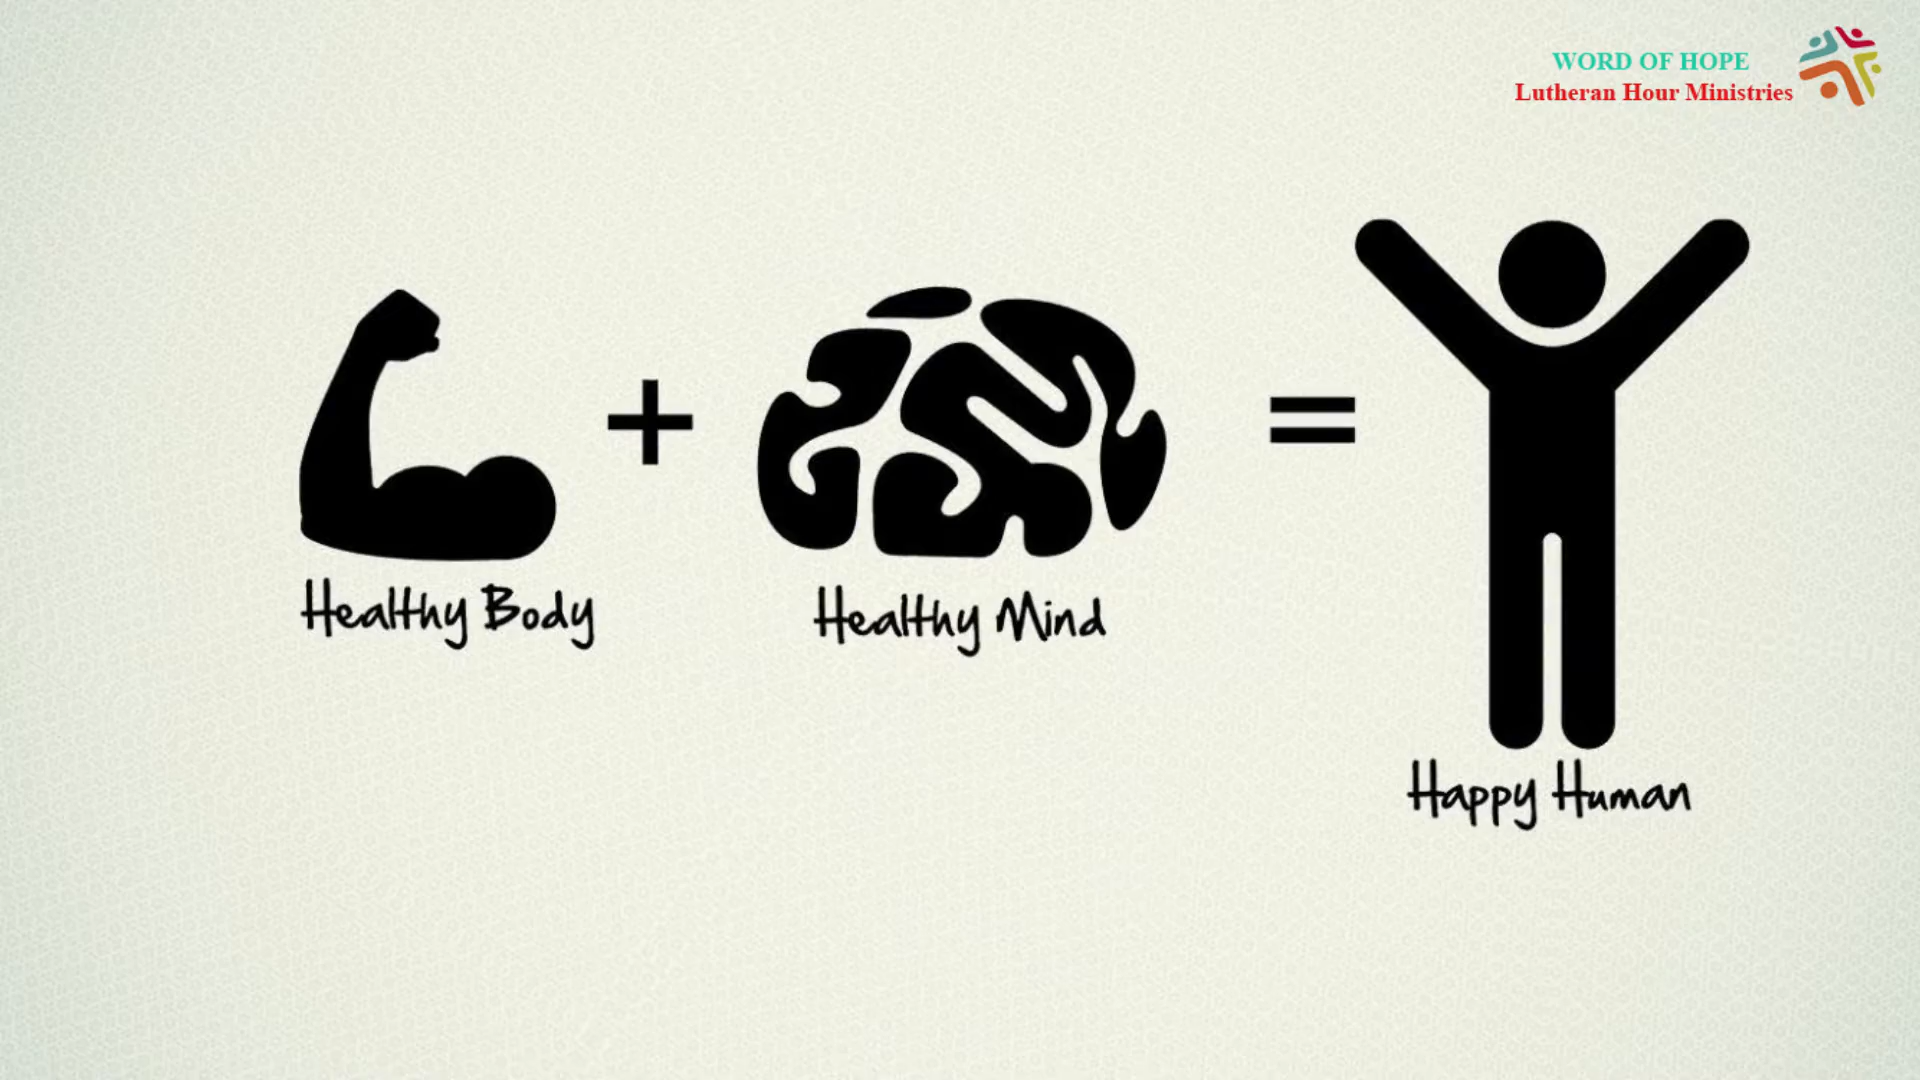 WORD OF HOPE
Lutheran Hour Ministries
+
=
Healthy Body
Healthy Mind
Happy Human